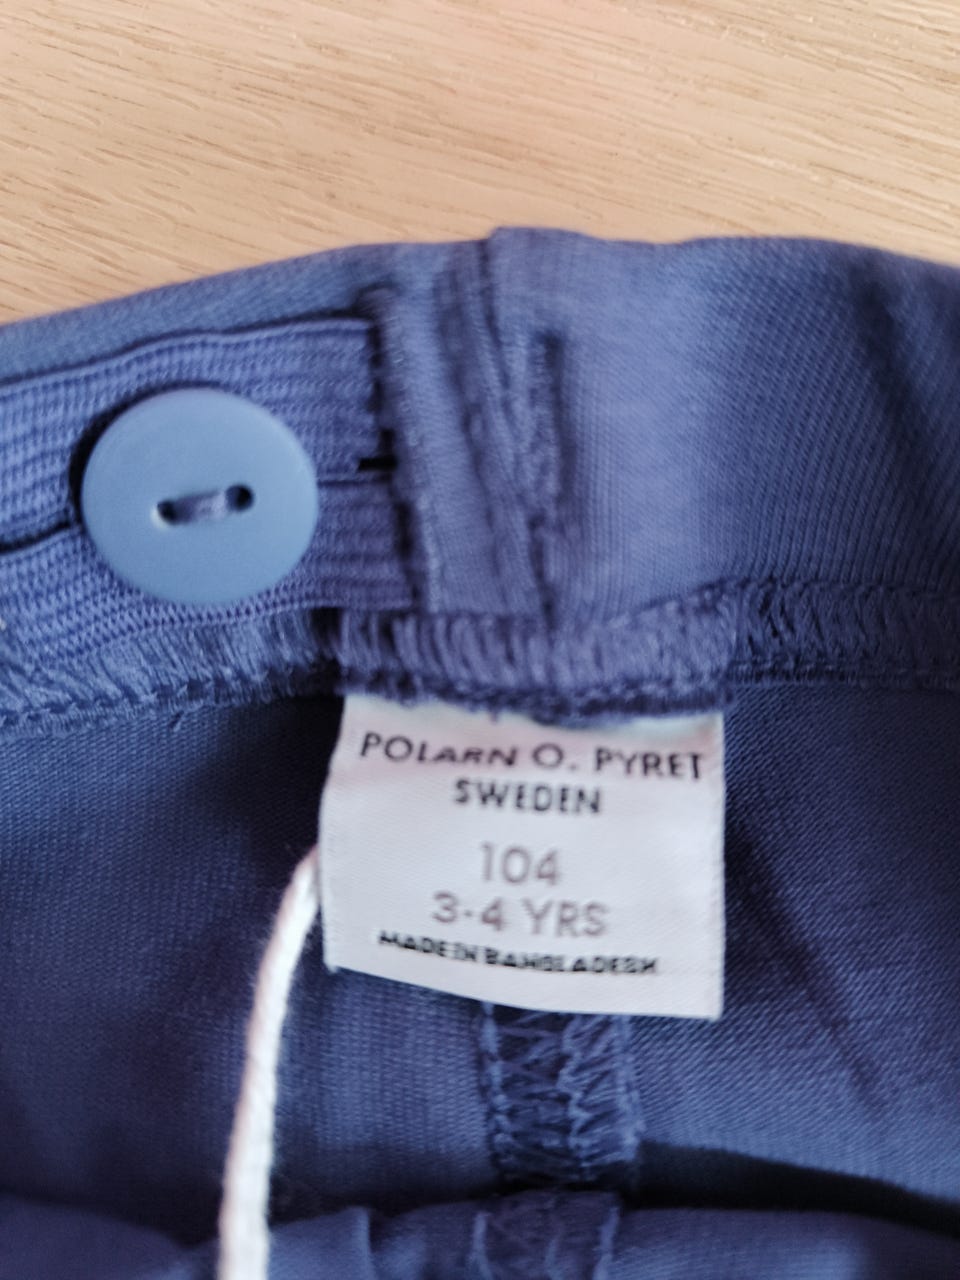 POLARN O. PYRET
SWEDEN
104
3-4 YRS
MADE IN BANGLADESH